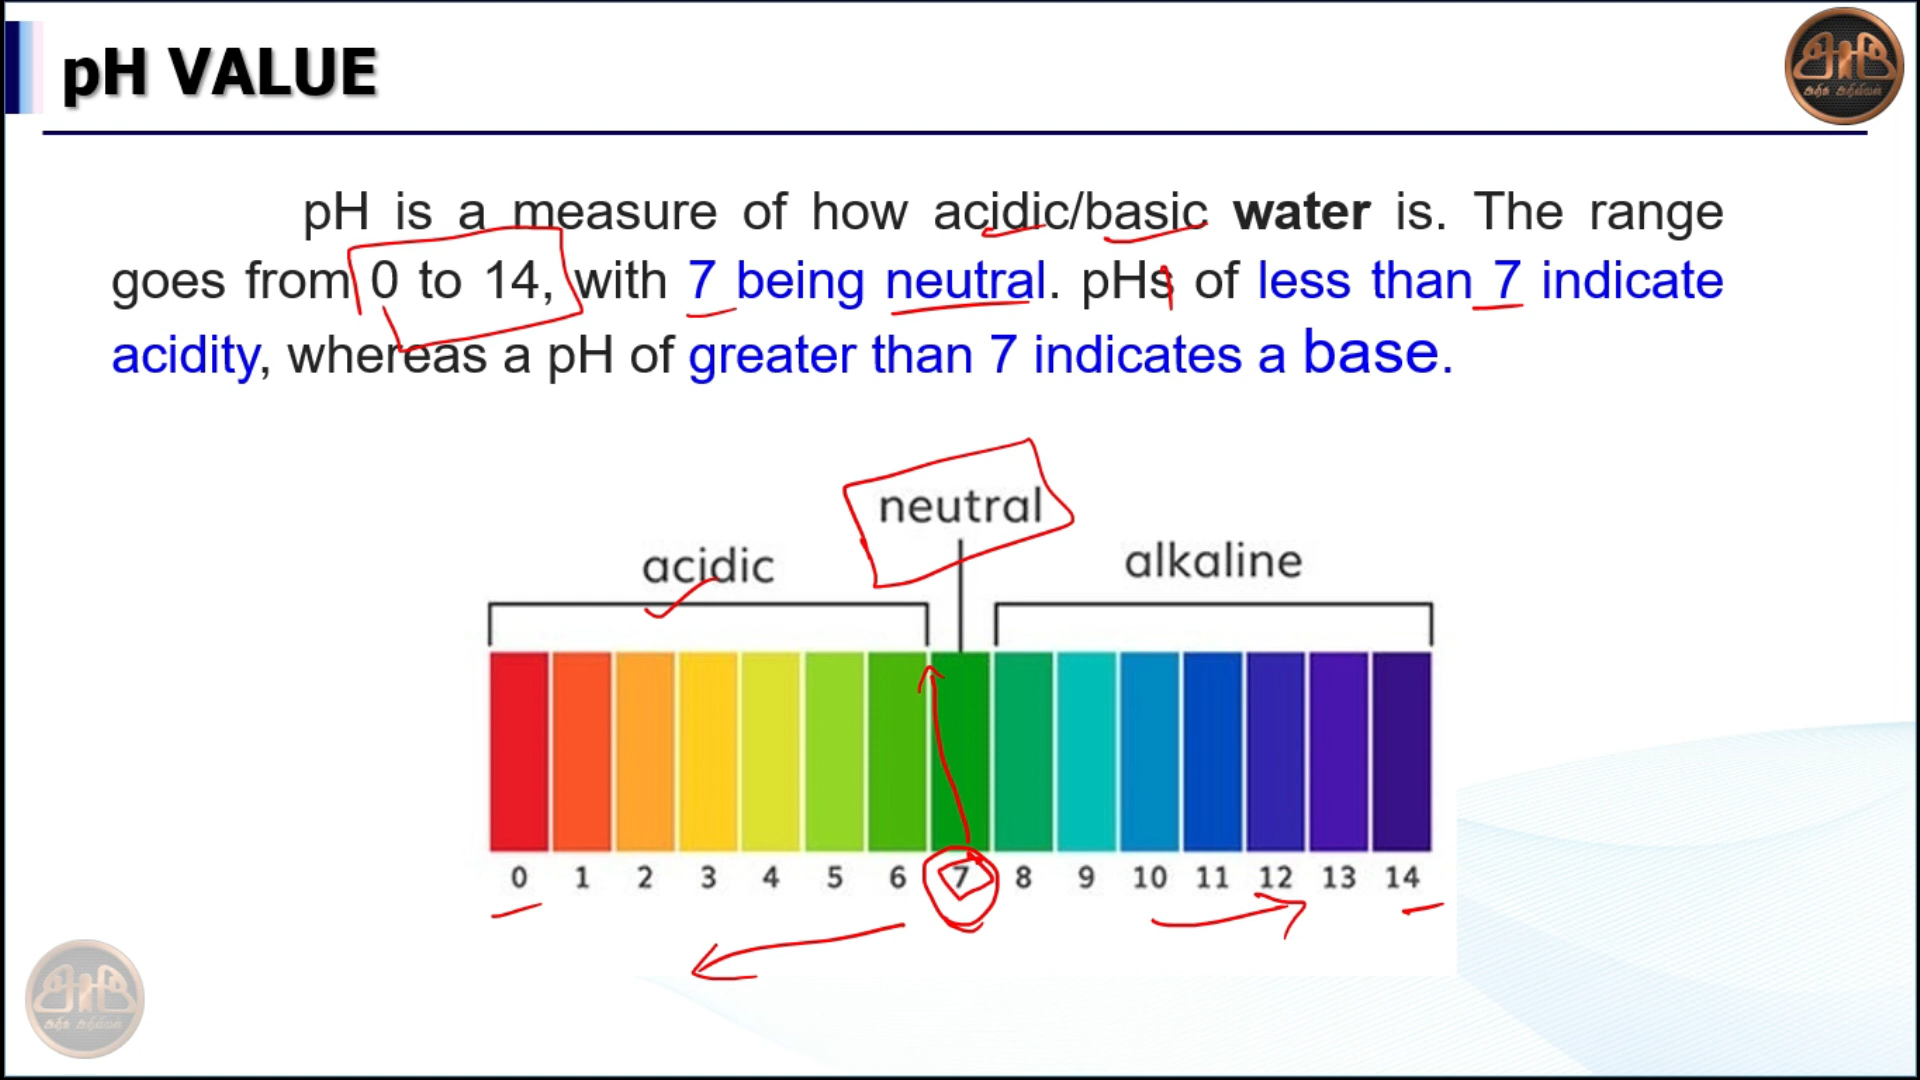 pH VALUE
pH is a measure of how acidic/basic water is. The range
goes from 0 to 14, with 7 being neutral. pHs of less than 7 indicate
acidity, whereas a pH of greater than 7 indicates a base.
neutral
acidic
alkaline
0 1 2 3 4 5 6 7 8 9 10 11 12 13 14